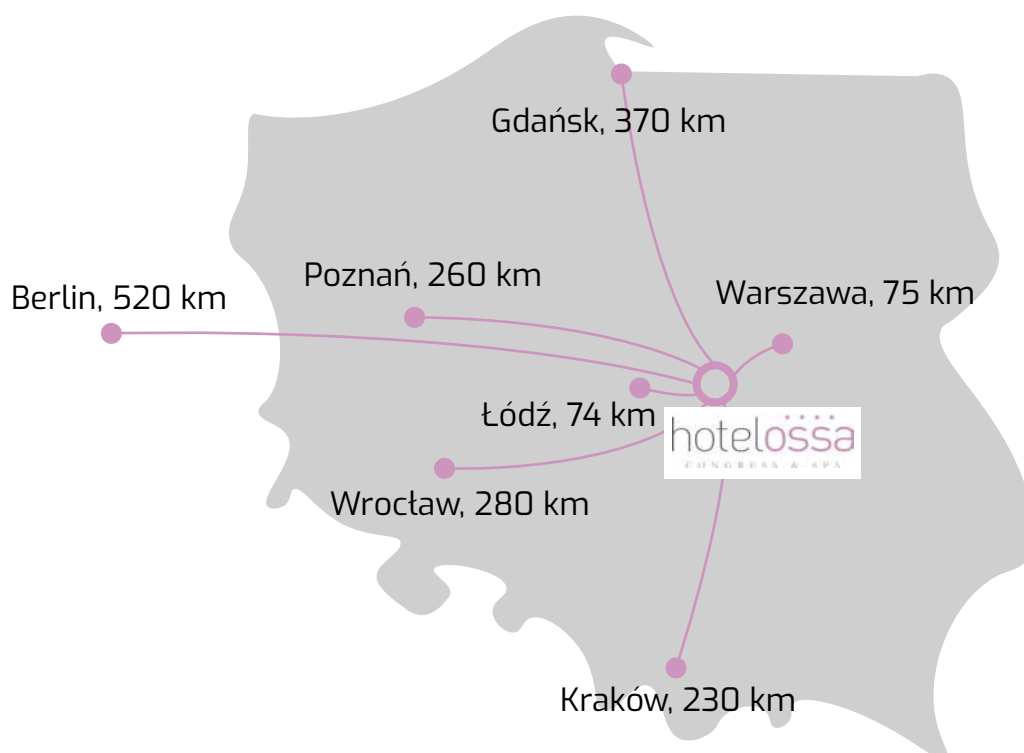 Gdańsk, 370 km
Poznań, 260 km
Berlin, 520 km
Warszawa, 75 km
Łódź, 74 km
hotelossa
CONGRESS & SPA
Wrocław, 280 km
Kraków, 230 km